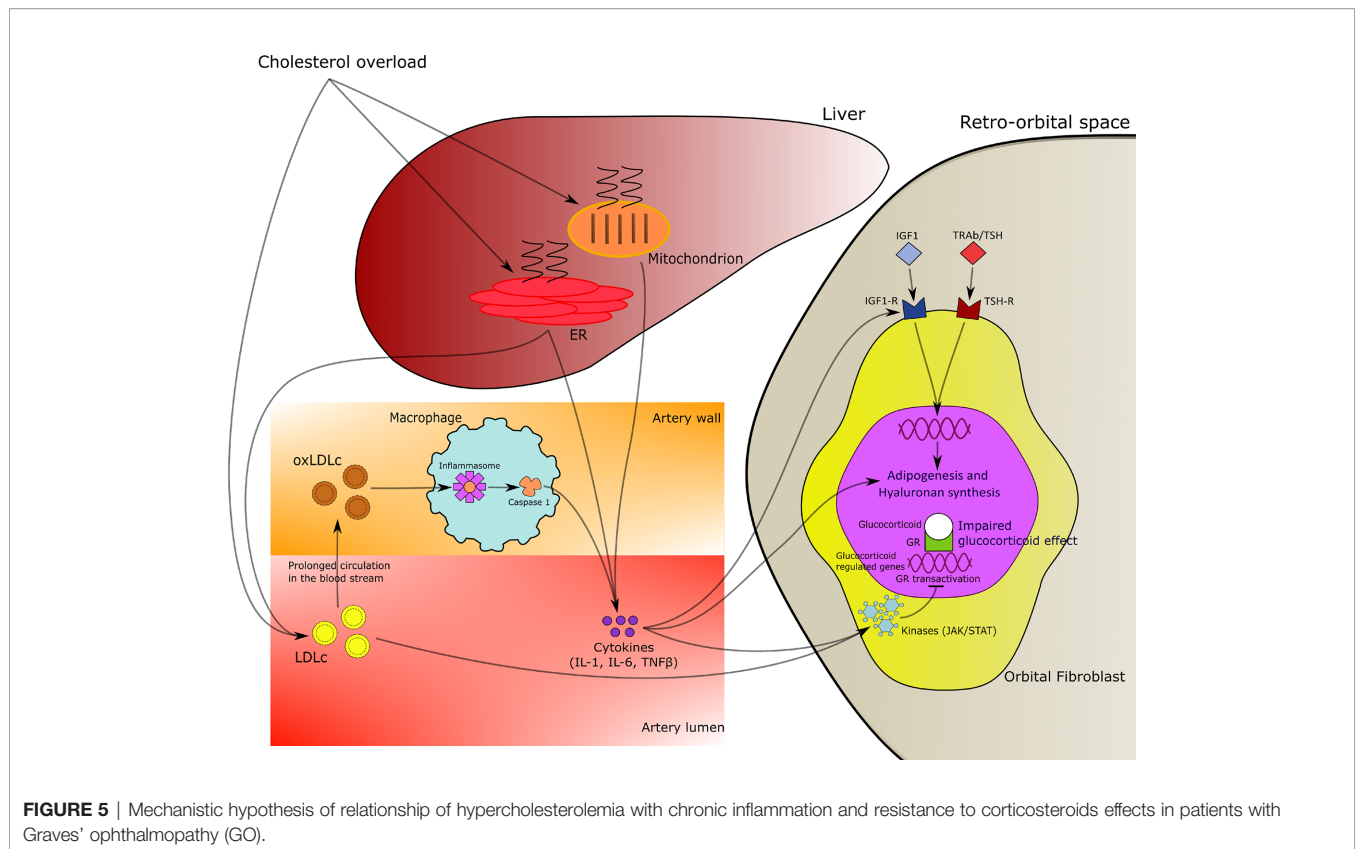 Cholesterol overload
Liver
Retro-orbital space
Mitochondrion
ER
IGF1
TRAb/TSH
IGF1-R
TSH-R
Macrophage
Artery wall
oxLDLc
Inflammasome
Caspase 1
Adipogenesis and
Hyaluronan synthesis
Glucocorticoid
GR
Impaired
glucocorticoid effect
Glucocorticoid
regulated genes
GR transactivation
Prolonged circulation
in the blood stream
LDLc
Cytokines
(IL-1, IL-6, TNFβ)
Kinases (JAK/STAT)
Orbital Fibroblast
Artery lumen
FIGURE 5 | Mechanistic hypothesis of relationship of hypercholesterolemia with chronic inflammation and resistance to corticosteroids effects in patients with
Graves’ ophthalmopathy (GO).